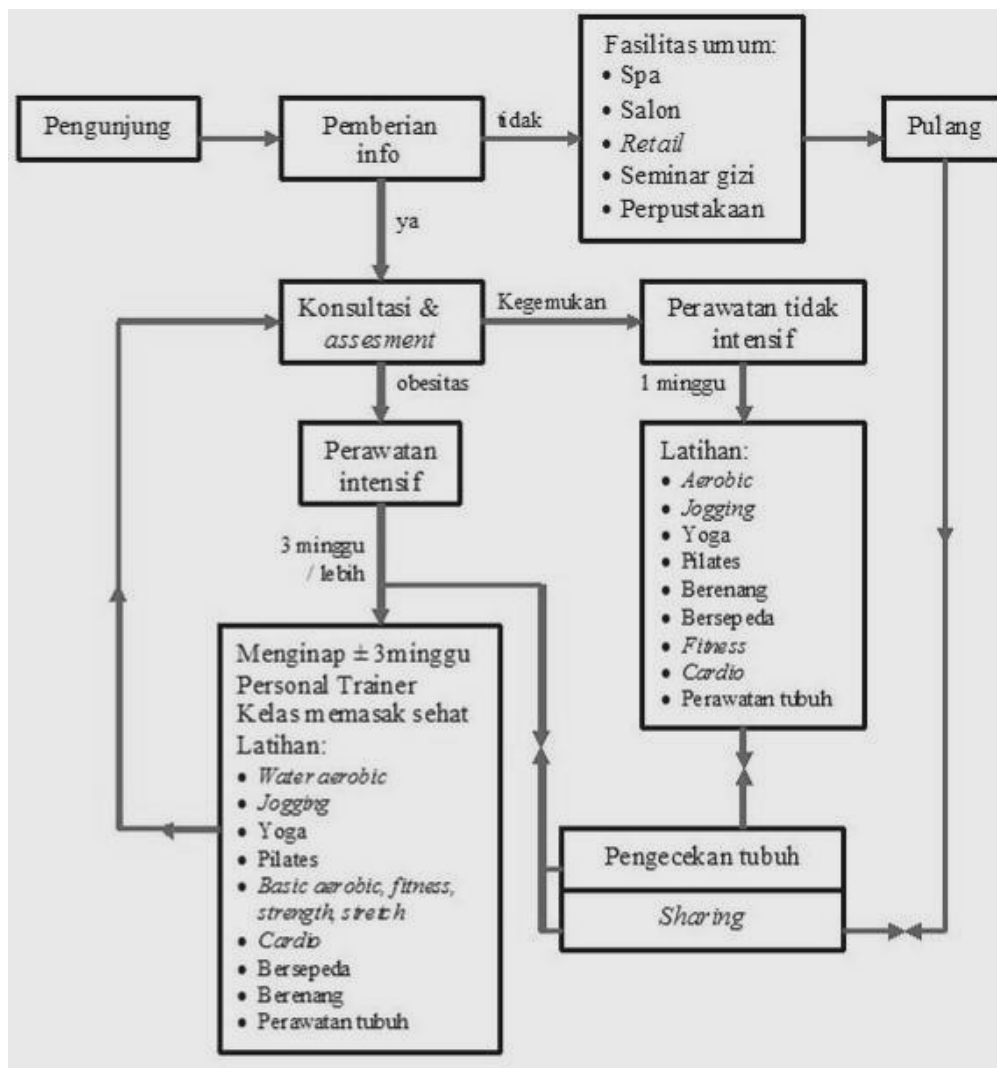 Pengunjung
Pemberian
info
tidak
Fasilitas umum:
• Spa
• Salon
• Retail
• Seminar gizi
• Perpustakaan
Pulang
ya
Konsultasi &
assesment
Kegemukan
Perawatan tidak
intensif
obesitas
1 minggu
Perawatan
intensif
Latihan:
• Aerobic
• Jogging
• Yoga
• Pilates
• Berenang
• Bersepeda
• Fitness
• Cardio
• Perawatan tubuh
3 minggu
/ lebih
Menginap ± 3minggu
Personal Trainer
Kelas memasak sehat
Latihan:
• Water aerobic
• Jogging
• Yoga
• Pilates
• Basic aerobic, fitness,
strength, stretch
• Cardio
• Bersepeda
• Berenang
• Perawatan tubuh
Pengecekan tubuh
Sharing